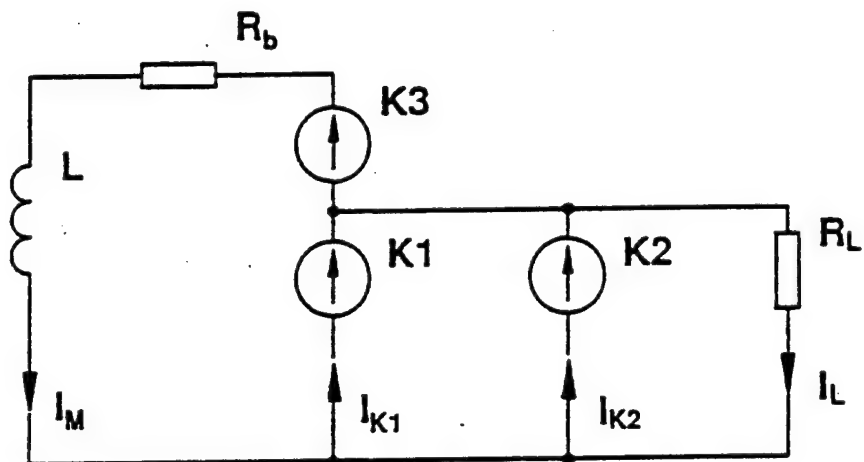 R_b
K3
L
K1
K2
R_L
I_M
I_K1
I_K2
I_L